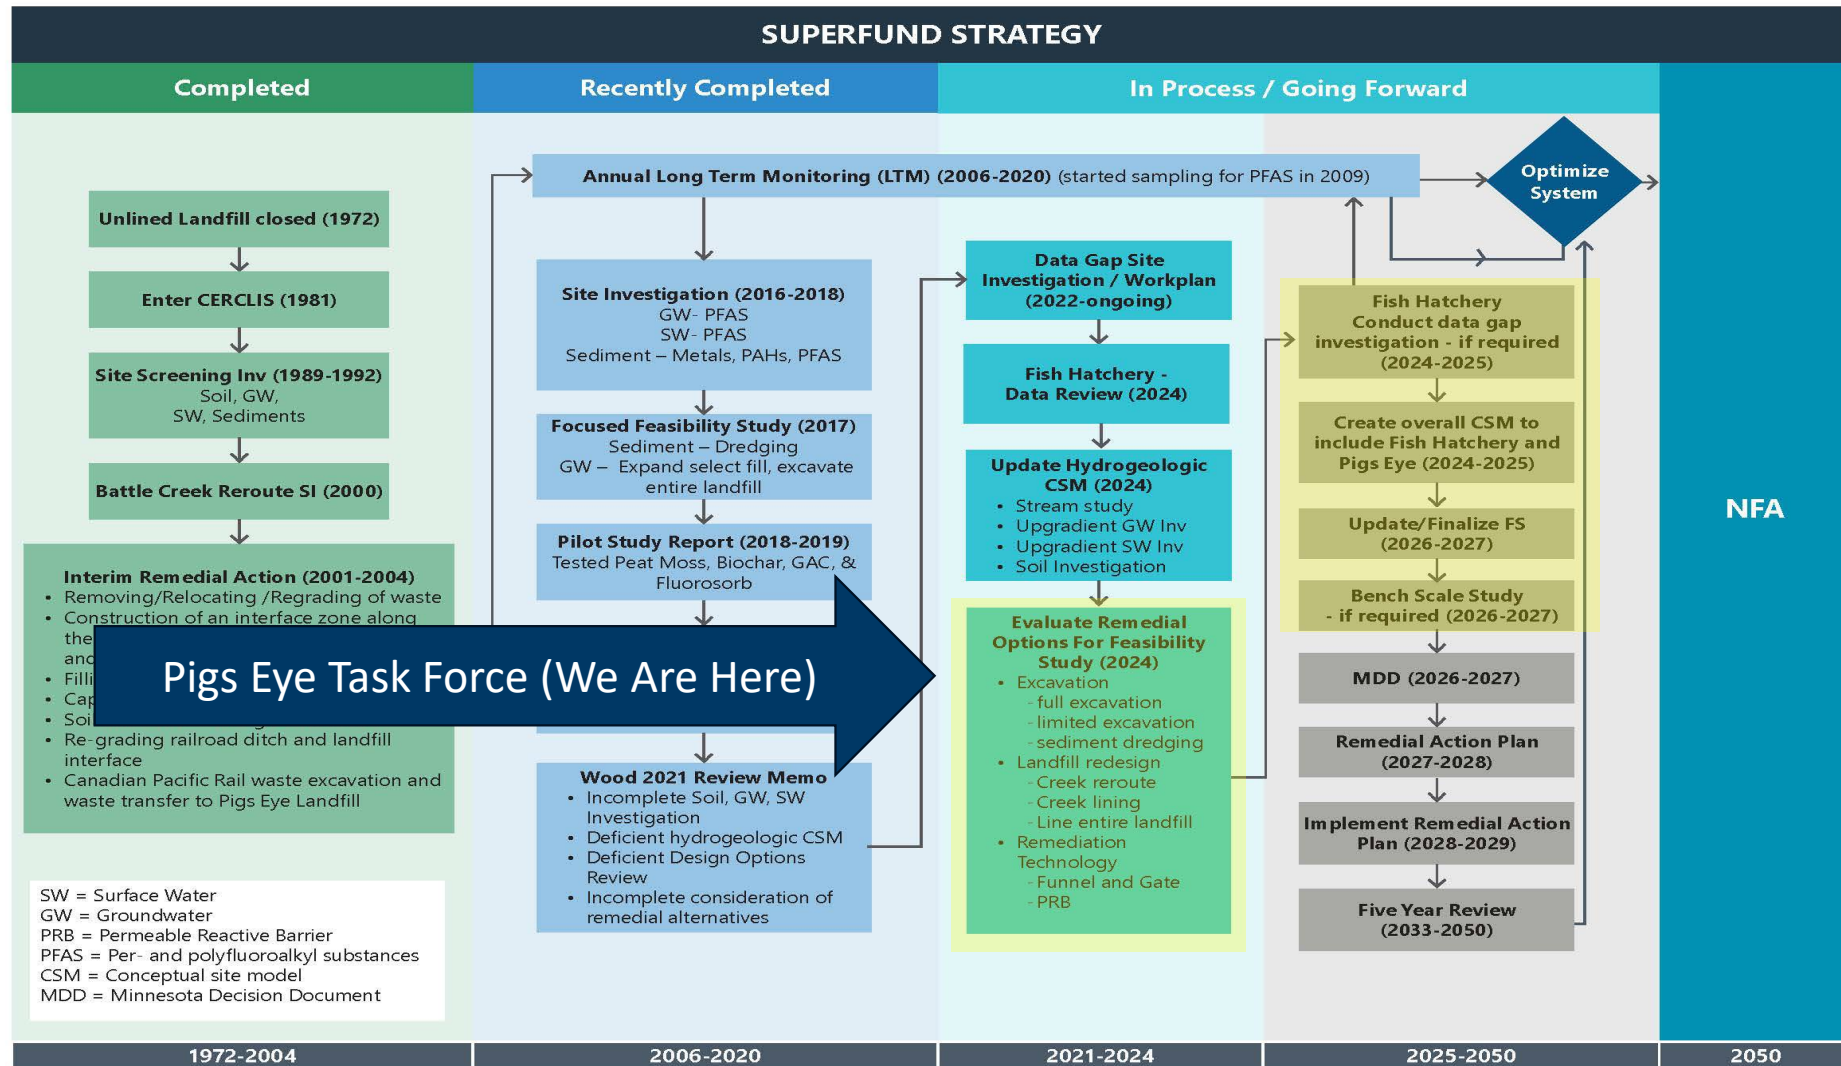 SUPERFUND STRATEGY
Completed
Recently Completed
In Process / Going Forward
Unlined Landfill closed (1972)
Enter CERCLIS (1981)
Site Screening Inv (1989-1992)
Soil, GW,
SW, Sediments
Battle Creek Reroute SI (2000)
Interim Remedial Action (2001-2004)
• Removing/Relocating /Regrading of waste
• Construction of an interface zone along
• Re-grading railroad ditch and landfill
interface
• Canadian Pacific Rail waste excavation and
waste transfer to Pigs Eye Landfill
SW = Surface Water
GW = Groundwater
PRB = Permeable Reactive Barrier
PFAS = Per- and polyfluoroalkyl substances
CSM = Conceptual site model
MDD = Minnesota Decision Document
Pigs Eye Task Force (We Are Here)
Annual Long Term Monitoring (LTM) (2006-2020) (started sampling for PFAS in 2009)
Site Investigation (2016-2018)
GW- PFAS
SW- PFAS
Sediment – Metals, PAHs, PFAS
Focused Feasibility Study (2017)
Sediment – Dredging
GW – Expand select fill, excavate
entire landfill
Pilot Study Report (2018-2019)
Tested Peat Moss, Biochar, GAC, &
Fluorosorb
Wood 2021 Review Memo
• Incomplete Soil, GW, SW
Investigation
• Deficient hydrogeologic CSM
• Deficient Design Options
Review
• Incomplete consideration of
remedial alternatives
Data Gap Site
Investigation / Workplan
(2022-ongoing)
Fish Hatchery -
Data Review (2024)
Update Hydrogeologic
CSM (2024)
• Stream study
• Upgradient GW Inv
• Upgradient SW Inv
• Soil Investigation
Evaluate Remedial
Options For Feasibility
Study (2024)
• Excavation
- full excavation
- limited excavation
- sediment dredging
• Landfill redesign
- Creek reroute
- Creek lining
- Line entire landfill
• Remediation
Technology
- Funnel and Gate
- PRB
Optimize
System
Fish Hatchery
Conduct data gap
investigation - if required
(2024-2025)
Create overall CSM to
include Fish Hatchery and
Pigs Eye (2024-2025)
Update/Finalize FS
(2026-2027)
Bench Scale Study
- if required (2026-2027)
MDD (2026-2027)
Remedial Action Plan
(2027-2028)
Implement Remedial Action
Plan (2028-2029)
Five Year Review
(2033-2050)
NFA
1972-2004
2006-2020
2021-2024
2025-2050
2050